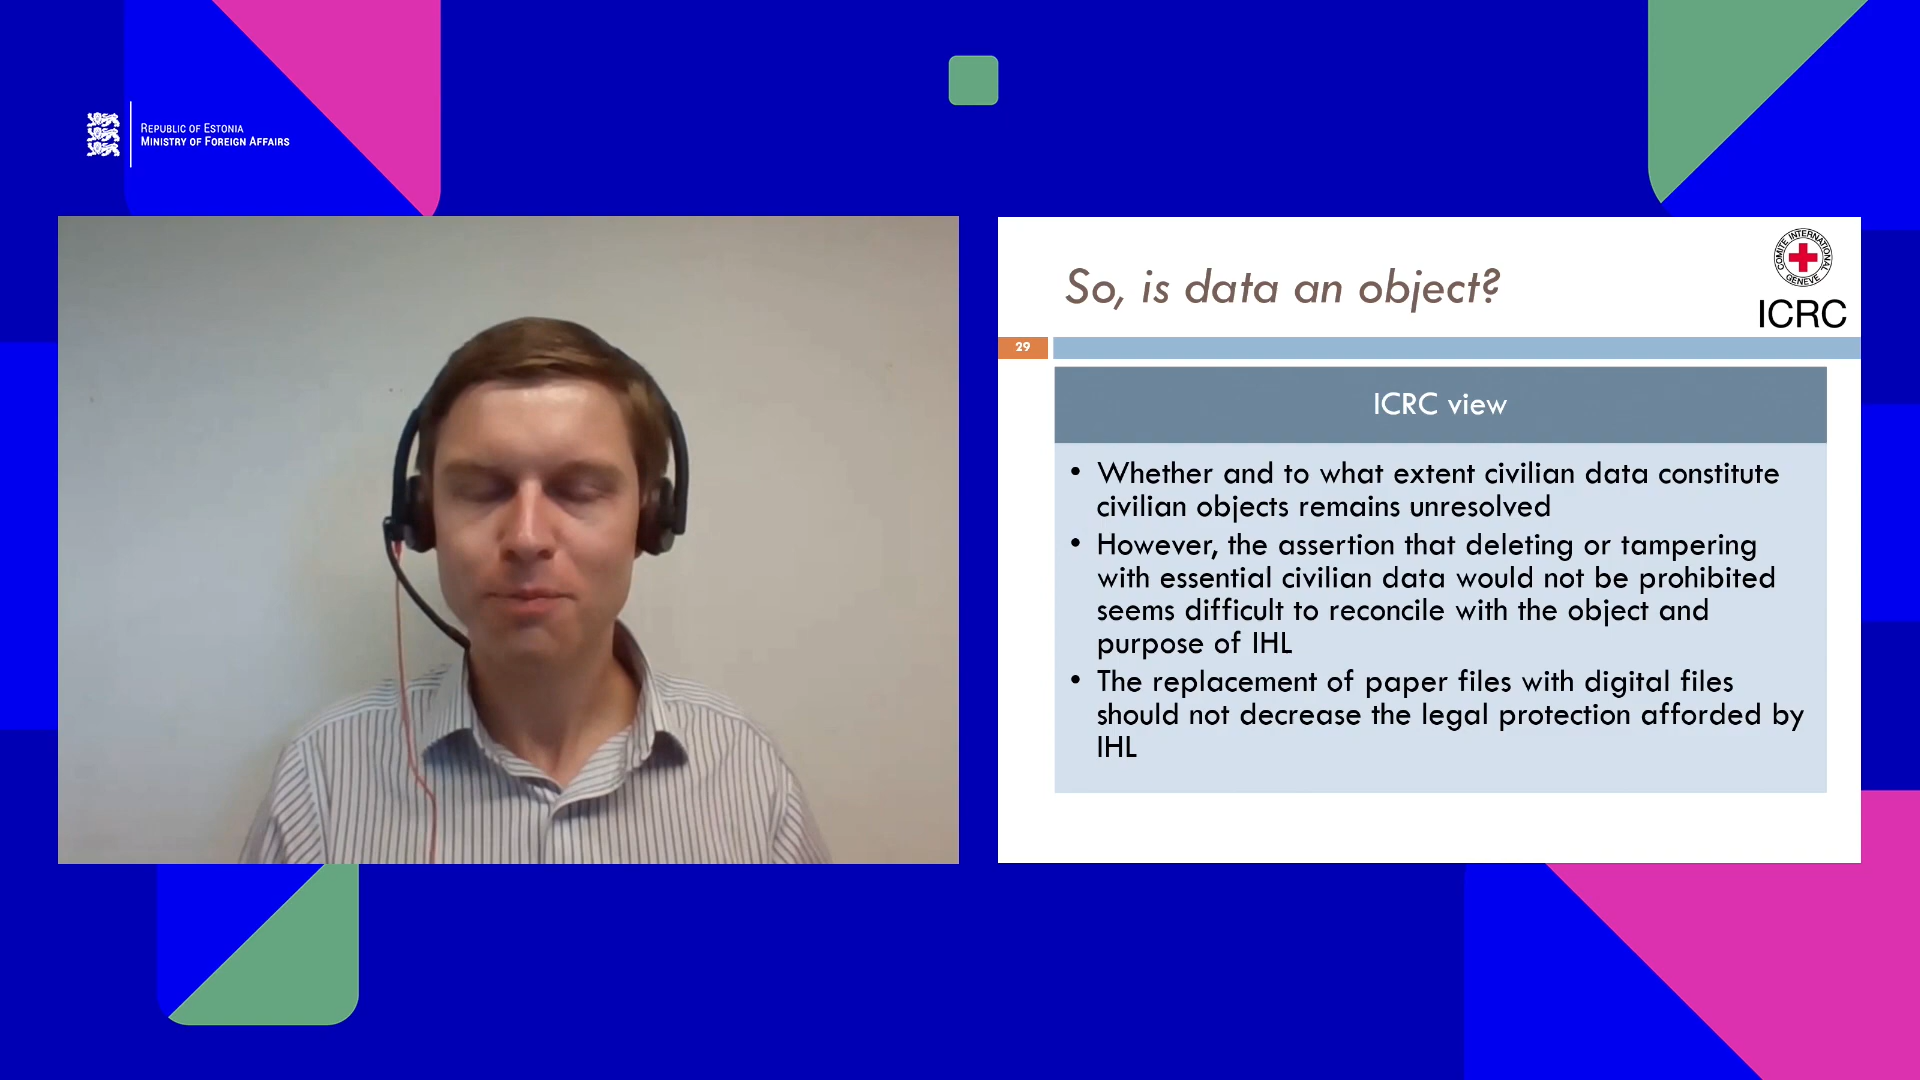 REPUBLIC OF ESTONIA
MINISTRY OF FOREIGN AFFAIRS
So, is data an object?
COMITE INTERNATIONAL
GENEVE
ICRC
29
ICRC view
• Whether and to what extent civilian data constitute
civilian objects remains unresolved
• However, the assertion that deleting or tampering
with essential civilian data would not be prohibited
seems difficult to reconcile with the object and
purpose of IHL
• The replacement of paper files with digital files
should not decrease the legal protection afforded by
IHL